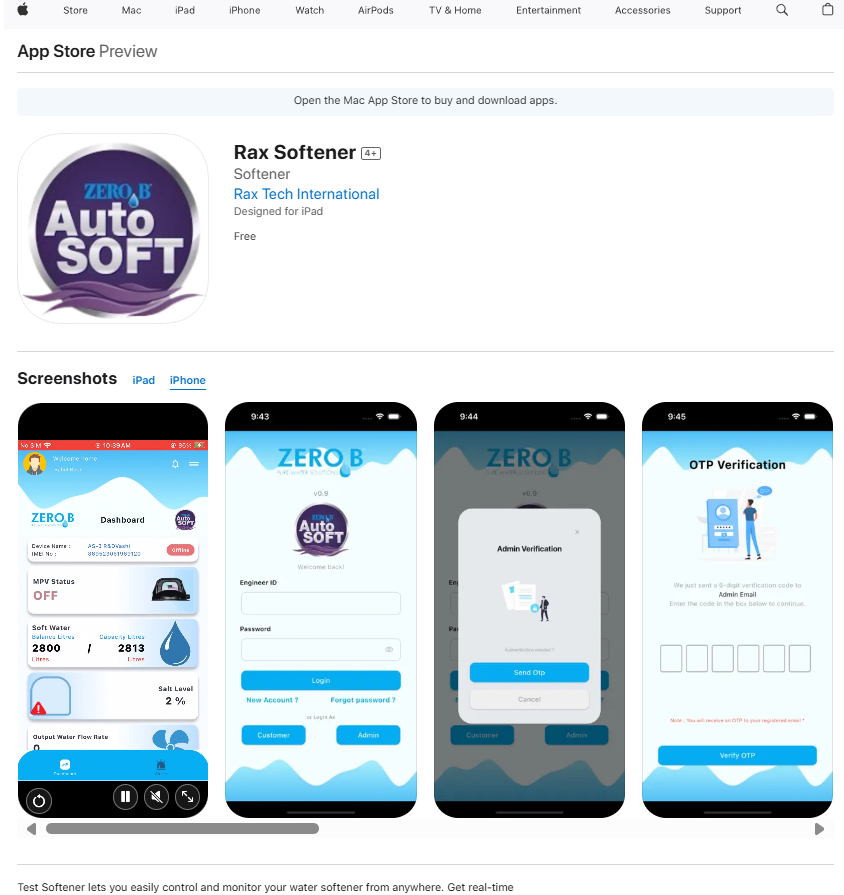 Store Mac iPad iPhone Watch AirPods TV & Home Entertainment Accessories Support
App Store Preview
Open the Mac App Store to buy and download apps.
ZERO B
Auto
SOFT
Rax Softener 4+
Softener
Rax Tech International
Designed for iPad
Free
Screenshots iPad iPhone
No SIM 10:39 AM 86%
Welcome Home
ZERO B
Dashboard
Auto
SOFT
Device Name :
IMEI No :
Offline
MPV Status
OFF
Soft Water
Balance Litres Capacity Litres
2800 / 2813
Litres Litres
Salt Level
2 %
Output Water Flow Rate
0
9:43
ZERO B
PURE WATER SOLUTIONS
v0.9
Auto
SOFT
Welcome back!
Engineer ID
Password
Login
New Account ? Forgot password ?
or Login As
Customer Admin
9:44
ZERO B
v0.9
Admin Verification
Authentication needed ?
Send Otp
Cancel
Customer Admin
9:45
OTP Verification
We just sent a 6-digit verification code to
Admin Email
Enter the code in the box below to continue.
Note : You will receive an OTP to your registered email *
Verify OTP
Test Softener lets you easily control and monitor your water softener from anywhere. Get real-time